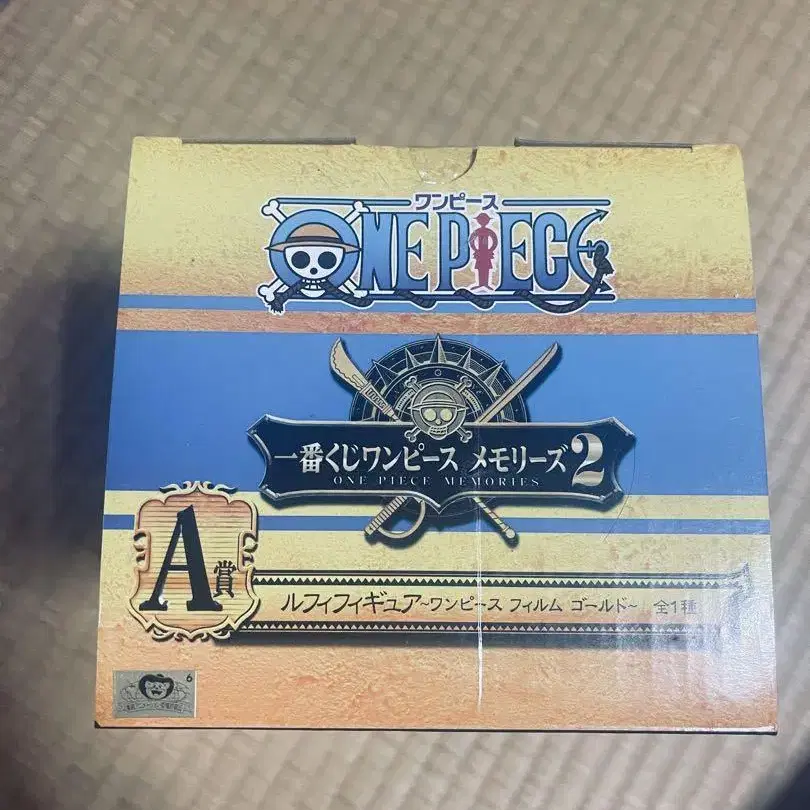 ワンピース
ONE PIECE
一番くじワンピース メモリーズ2
ONE PIECE MEMORIES
A賞
ルフィフィギュア~ワンピース フィルム ゴールド~ 全1種
6